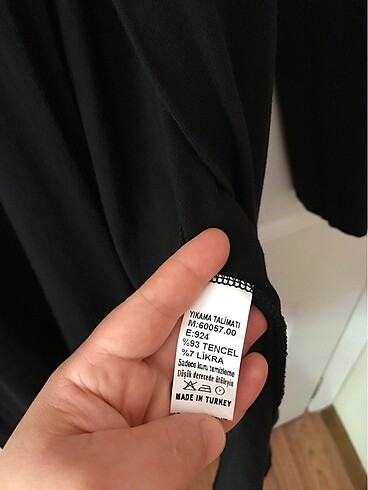 YIKAMA TALİMATI
M:60057.00
E:924
%93 TENCEL
%7 LİKRA
Sadece kuru temizleme
Düşük derecede ütüleyin
MADE IN TURKEY